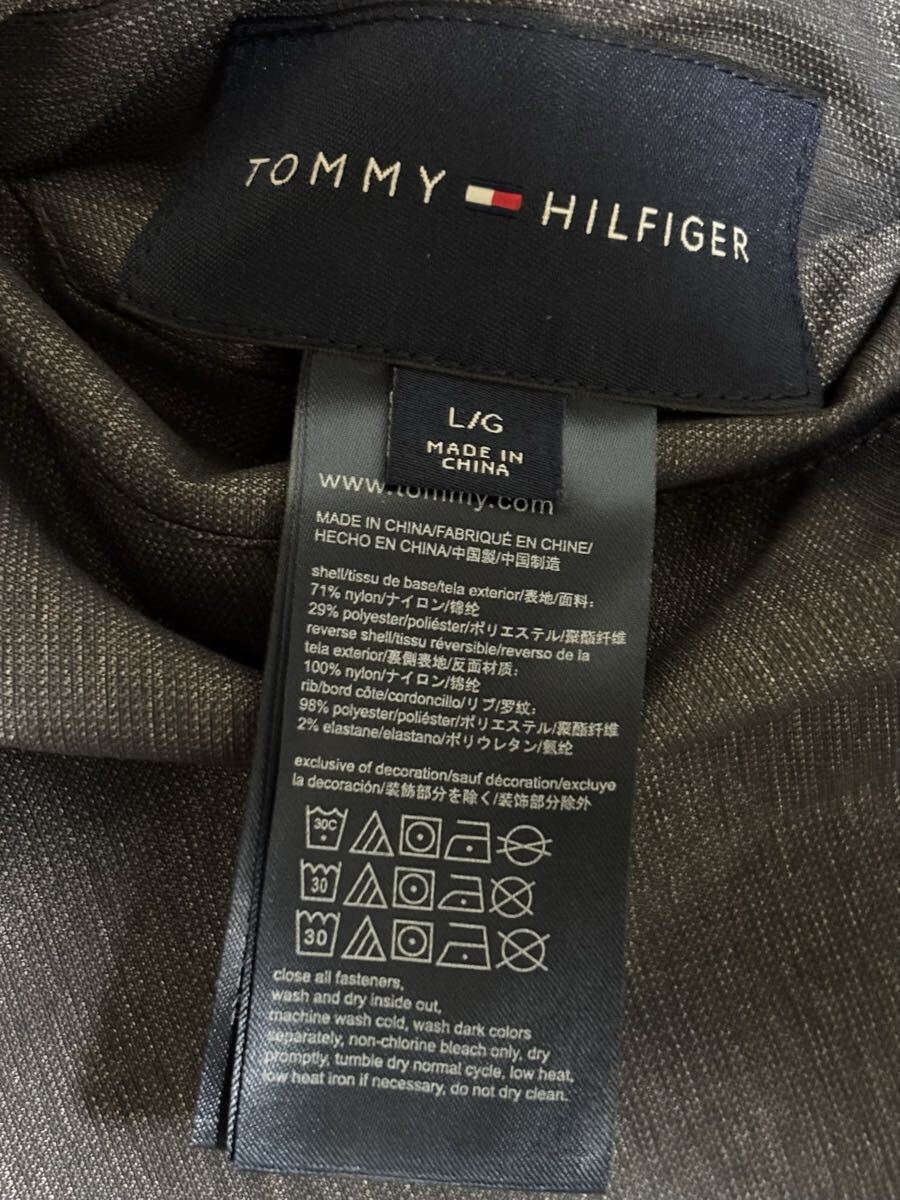 TOMMY HILFIGER
L/G
MADE IN
CHINA
www.tommy.com
MADE IN CHINA/FABRIQUÉ EN CHINE/
HECHO EN CHINA/中国製/中国制造
shell/tissu de base/tela exterior/表地/面料:
71% nylon/ナイロン/锦纶
29% polyester/poliéster/ポリエステル/聚酯纤维
reverse shell/tissu réversible/reverso de la
tela exterior/裏側表地/反面材质:
100% nylon/ナイロン/锦纶
rib/bord côte/cordoncillo/リブ/罗纹:
98% polyester/poliéster/ポリエステル/聚酯纤维
2% elastane/elastano/ポリウレタン/氨纶
exclusive of decoration/sauf décoration/excluye
la decoración/装飾部分を除く/装饰部分除外
30C
30
30
close all fasteners,
wash and dry inside out,
machine wash cold, wash dark colors
separately, non-chlorine bleach only, dry
promptly, tumble dry normal cycle, low heat,
low heat iron if necessary, do not dry clean.